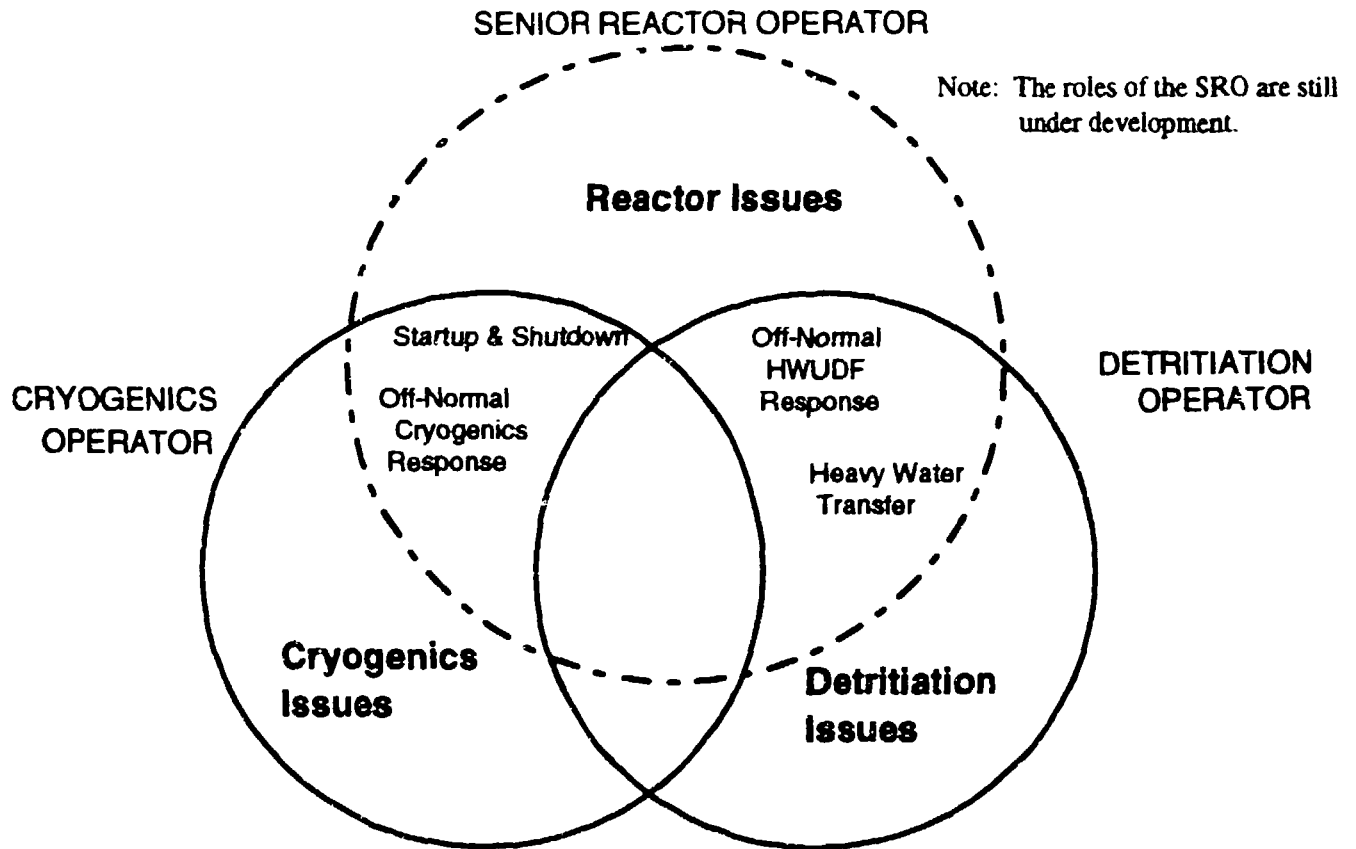 SENIOR REACTOR OPERATOR
Note: The roles of the SRO are still
under development.
Reactor Issues
Startup & Shutdown
Off-Normal
Cryogenics
Response
Off-Normal
HWUDF
Response
Heavy Water
Transfer
CRYOGENICS
OPERATOR
DETRITIATION
OPERATOR
Cryogenics
Issues
Detritiation
Issues